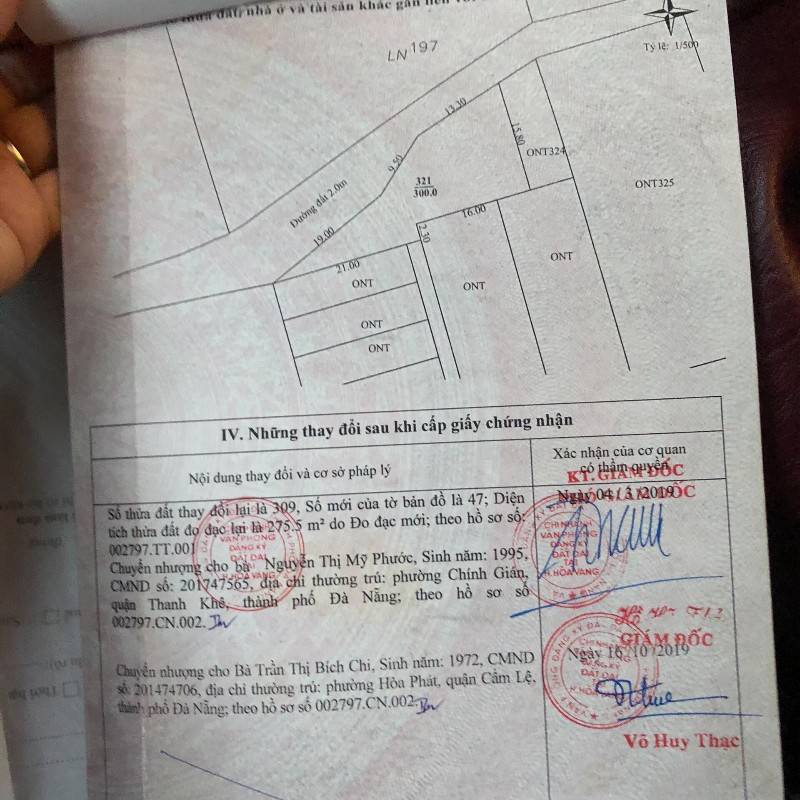 mua đất, nhà ở và tài sản khác gắn liền
Tỷ lệ: 1/500
LN 197
13.30
15.80
ONT324
9.50
321
300.0
ONT325
Đường đất 2.0m
16.00
19.00
2.30
21.00
ONT
ONT
ONT
ONT
ONT
IV. Những thay đổi sau khi cấp giấy chứng nhận
Nội dung thay đổi và cơ sở pháp lý
Xác nhận của cơ quan
có thẩm quyền
KT. GIÁM ĐỐC
Số thửa đất thay đổi lại là 309, Số mới của tờ bản đồ là 47; Diện
tích thửa đất đo đạc lại là 275.5 m² do Đo đạc mới; theo hồ sơ số:
002797.TT.001
Chuyển nhượng cho bà Nguyễn Thị Mỹ Phước, Sinh năm: 1995,
CMND số: 201747565, địa chỉ thường trú: phường Chính Gián,
quận Thanh Khê, thành phố Đà Nẵng; theo hồ sơ số
002797.CN.002.
Ngày 04 / 3 /2019
CHI NHÁNH
VĂN PHÒNG
ĐĂNG KÝ
ĐẤT ĐAI
TẠI
H.HÒA VANG
Chuyển nhượng cho Bà Trần Thị Bích Chi, Sinh năm: 1972, CMND
số: 201474706, địa chỉ thường trú: phường Hòa Phát, quận Cẩm Lệ,
thành phố Đà Nẵng; theo hồ sơ số 002797.CN.002.
GIÁM ĐỐC
Ngày 16/10/2019
Võ Huy Thạc